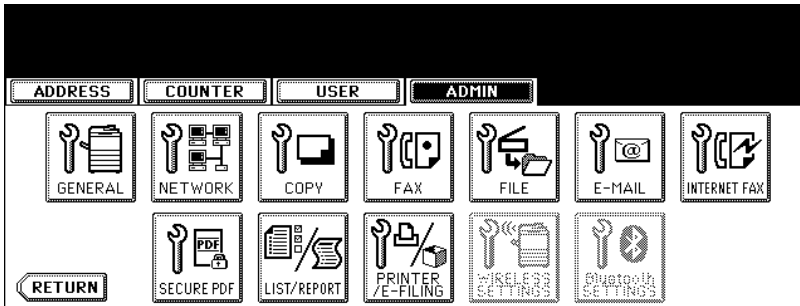 ADDRESS COUNTER USER ADMIN
GENERAL NETWORK COPY FAX FILE E-MAIL INTERNET FAX
@
PDF
SECURE PDF LIST/REPORT PRINTER /E-FILING WIRELESS SETTINGS Bluetooth SETTINGS
RETURN